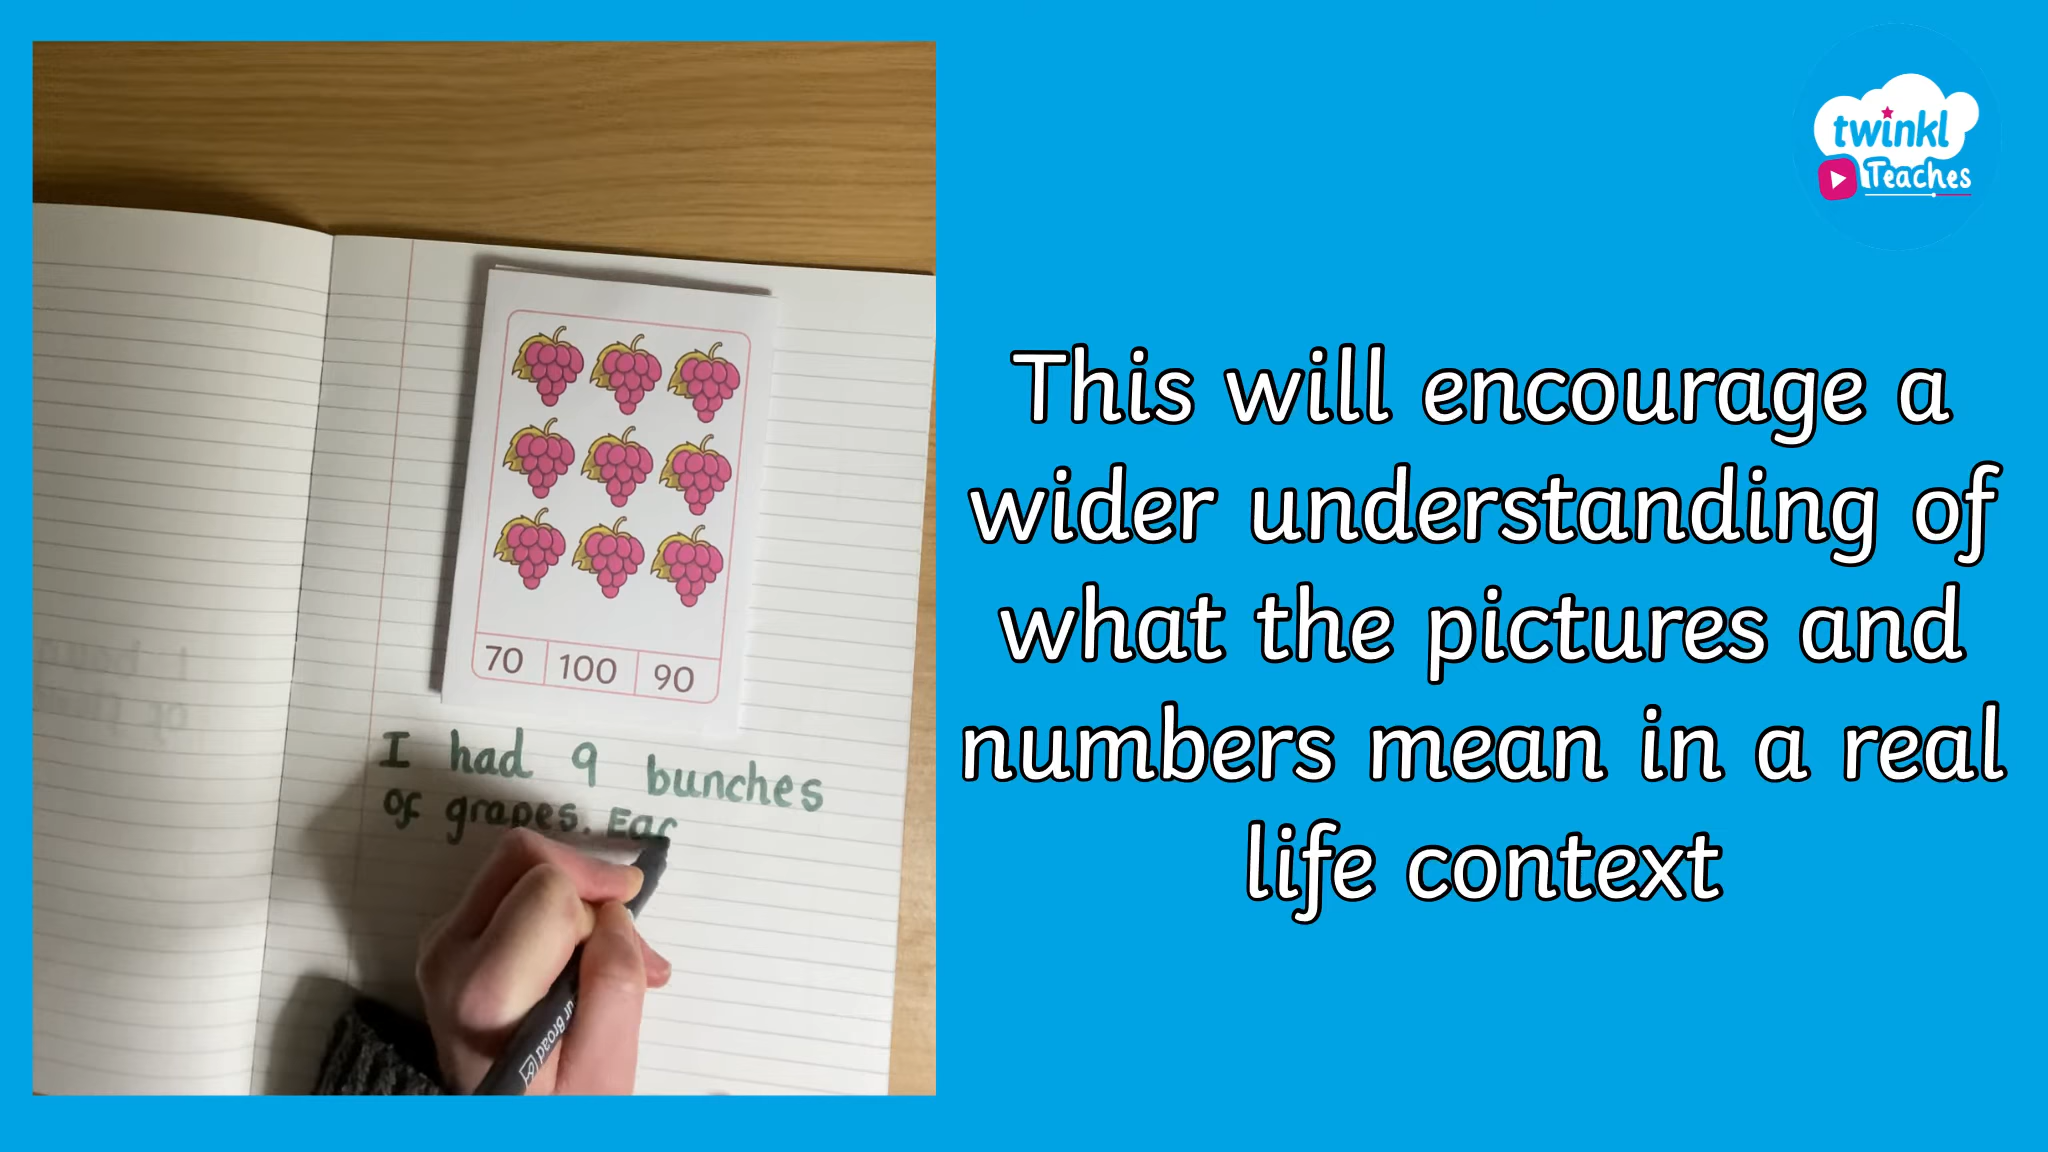 twinkl
Teaches
70 100 90
I had 9 bunches
of grapes. Eac
This will encourage a
wider understanding of
what the pictures and
numbers mean in a real
life context